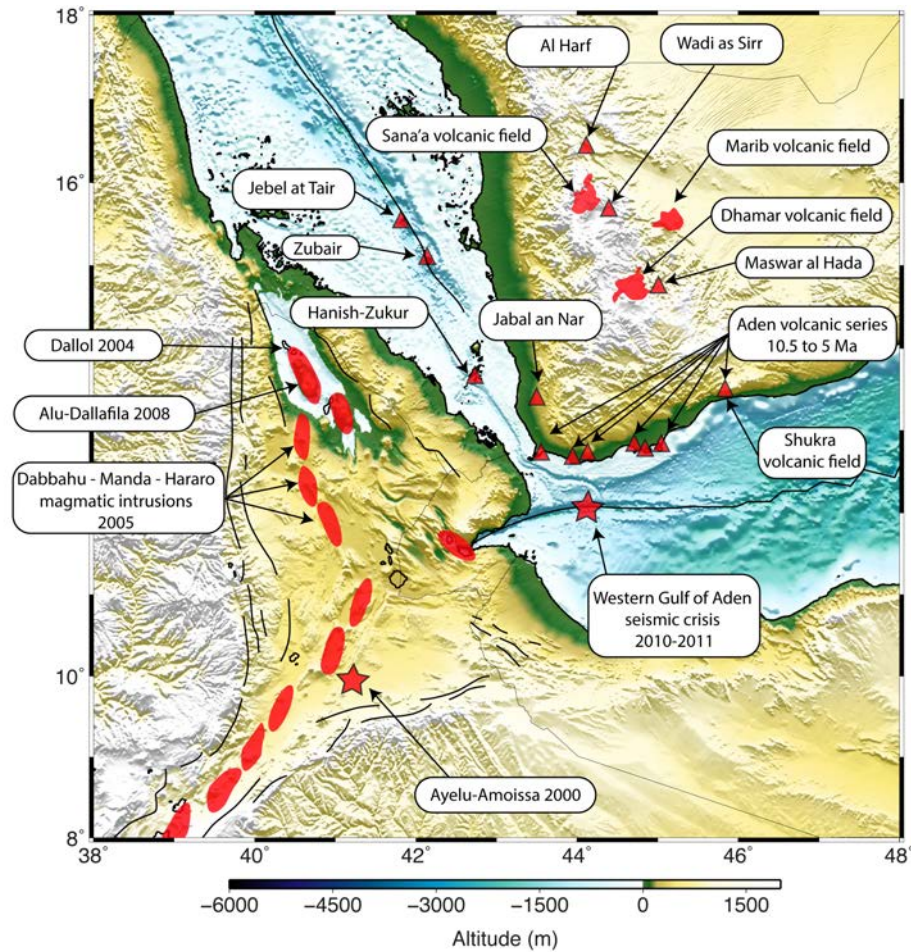 18˚
Al Harf
Wadi as Sirr
Sana'a volcanic field
Marib volcanic field
16˚
Jebel at Tair
Dhamar volcanic field
Zubair
Maswar al Hada
Hanish-Zukur
Jabal an Nar
Aden volcanic series
10.5 to 5 Ma
Dallol 2004
Alu-Dallafila 2008
Shukra
volcanic field
Dabbahu - Manda - Hararo
magmatic intrusions
2005
Western Gulf of Aden
seismic crisis
2010-2011
10˚
Ayelu-Amoissa 2000
8˚
38˚
40˚
42˚
44˚
46˚
48˚
−6000
−4500
−3000
−1500
0
1500
Altitude (m)